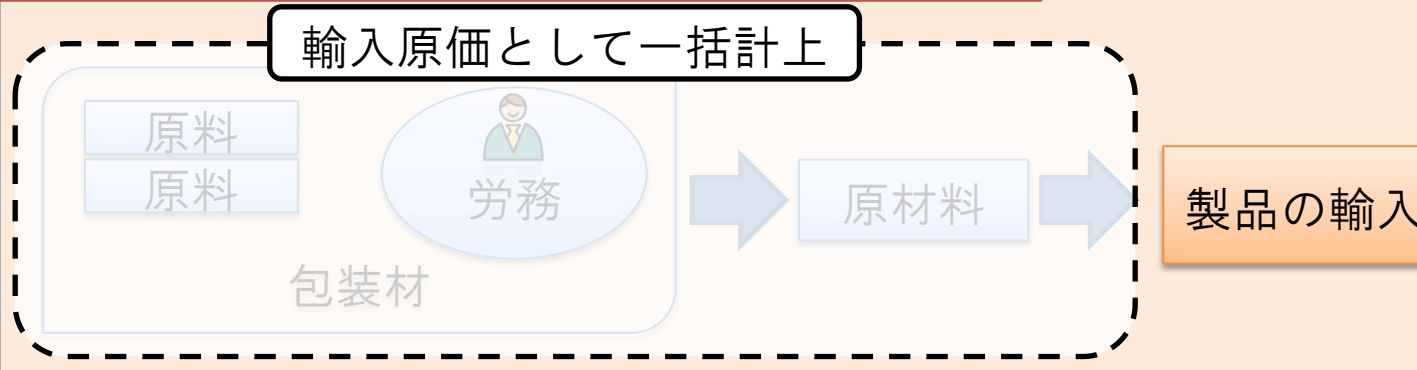 輸入原価として一括計上
原料
原料
労務
包装材
原材料
製品の輸入